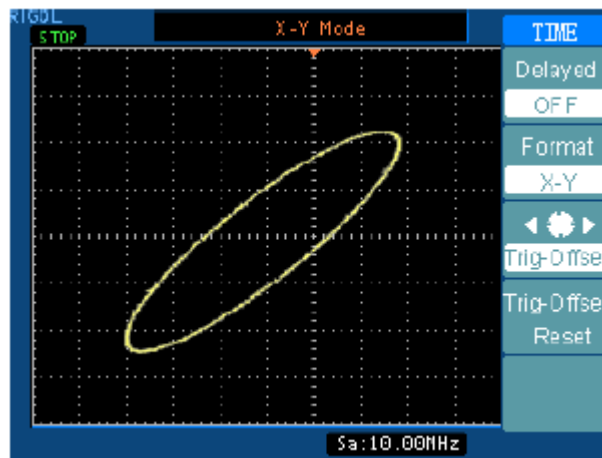 RIGOL
STOP
X-Y Mode
TIME
Delayed
OFF
Format
X-Y
Trig-Offse
Trig-Offse
Reset
Sa:10.00MHz